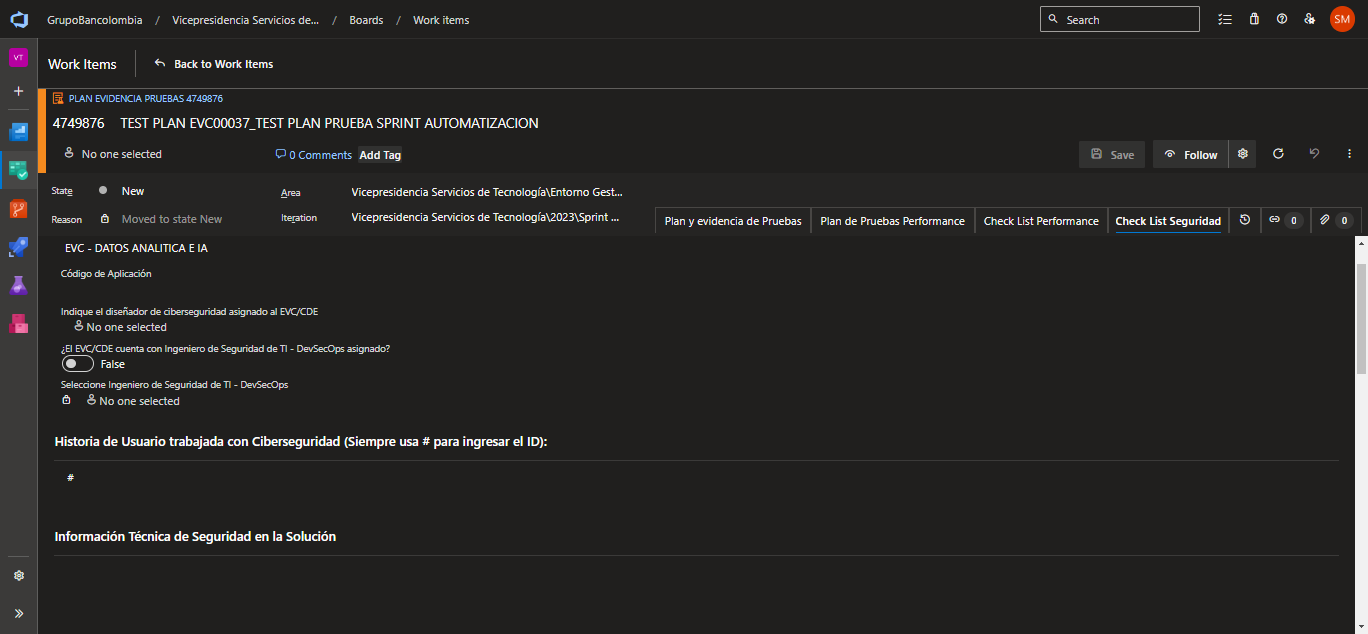 GrupoBancolombia / Vicepresidencia Servicios de... / Boards / Work items
Search
SM
VT
Work Items
Back to Work Items
PLAN EVIDENCIA PRUEBAS 4749876
4749876 TEST PLAN EVC00037_TEST PLAN PRUEBA SPRINT AUTOMATIZACION
No one selected
0 Comments
Add Tag
Save
Follow
State
New
Area
Vicepresidencia Servicios de Tecnología\Entorno Gest...
Reason
Moved to state New
Iteration
Vicepresidencia Servicios de Tecnología\2023\Sprint ...
Plan y evidencia de Pruebas
Plan de Pruebas Performance
Check List Performance
Check List Seguridad
0
0
EVC - DATOS ANALITICA E IA
Código de Aplicación
Indique el diseñador de ciberseguridad asignado al EVC/CDE
No one selected
¿El EVC/CDE cuenta con Ingeniero de Seguridad de TI - DevSecOps asignado?
False
Seleccione Ingeniero de Seguridad de TI - DevSecOps
No one selected
Historia de Usuario trabajada con Ciberseguridad (Siempre usa # para ingresar el ID):
#
Información Técnica de Seguridad en la Solución